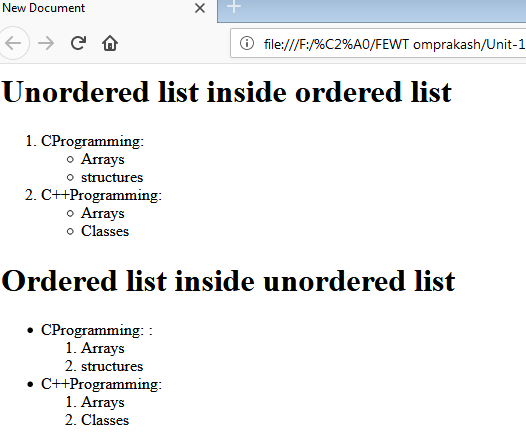 New Document
file:///F:/%C2%A0/FEWT omprakash/Unit-1
Unordered list inside ordered list
1. CProgramming:
Arrays
structures
2. C++Programming:
Arrays
Classes
Ordered list inside unordered list
• CProgramming: :
1. Arrays
2. structures
• C++Programming:
1. Arrays
2. Classes